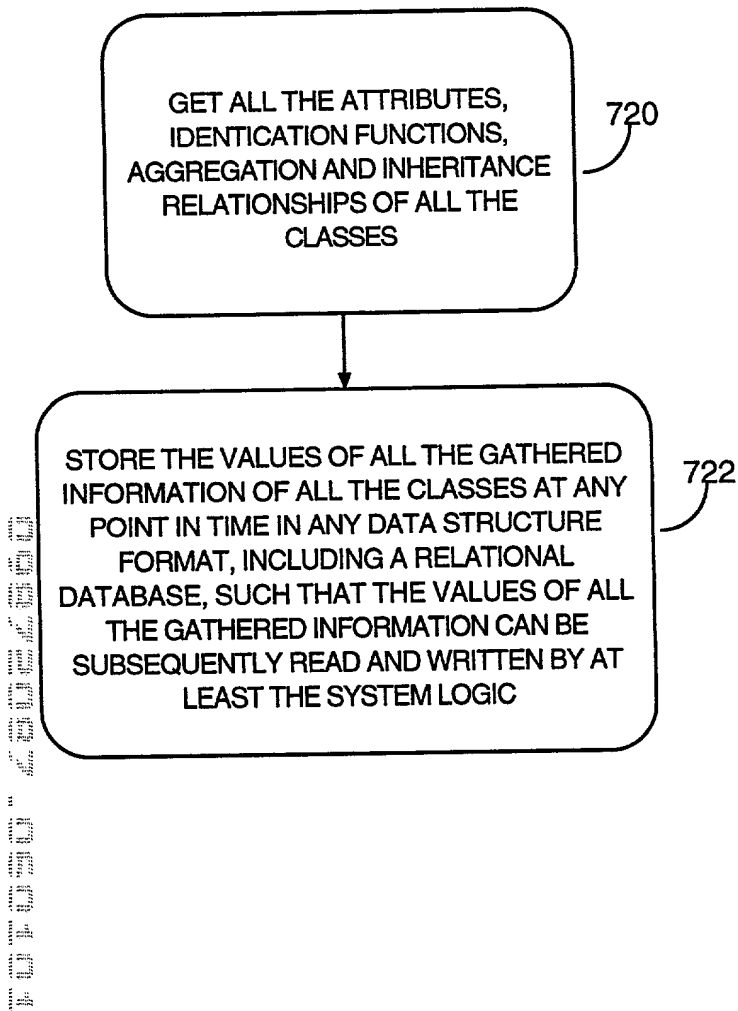 GET ALL THE ATTRIBUTES,
IDENTICATION FUNCTIONS,
AGGREGATION AND INHERITANCE
RELATIONSHIPS OF ALL THE
CLASSES
720
STORE THE VALUES OF ALL THE GATHERED
INFORMATION OF ALL THE CLASSES AT ANY
POINT IN TIME IN ANY DATA STRUCTURE
FORMAT, INCLUDING A RELATIONAL
DATABASE, SUCH THAT THE VALUES OF ALL
THE GATHERED INFORMATION CAN BE
SUBSEQUENTLY READ AND WRITTEN BY AT
LEAST THE SYSTEM LOGIC
722